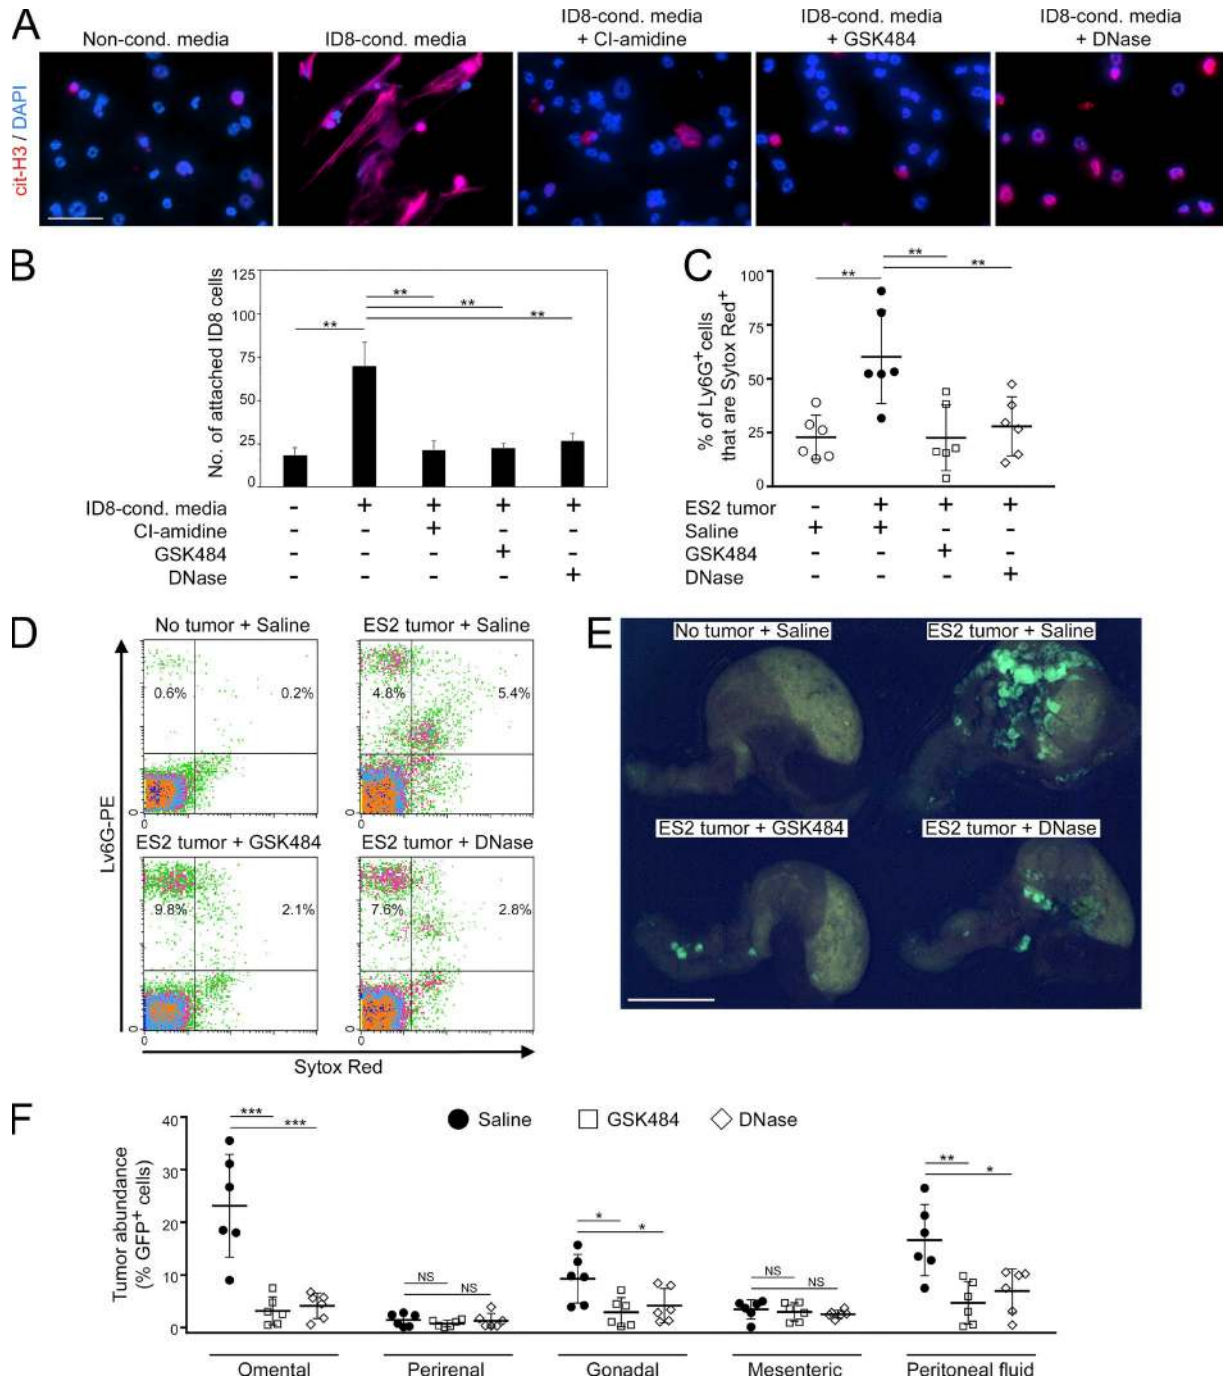 A
Non-cond. media
ID8-cond. media
ID8-cond. media
+ Cl-amidine
ID8-cond. media
+ GSK484
ID8-cond. media
+ DNase
cit-H3 / DAPI
B
No. of attached ID8 cells
125
100
75
50
25
0
**
**
**
**
ID8-cond. media - + + + +
Cl-amidine - - + - -
GSK484 - - - + -
DNase - - - - +
C
% of Ly6G+ cells
that are Sytox Red+
100
75
50
25
0
**
**
**
ES2 tumor - + + +
Saline + + - -
GSK484 - - + -
DNase - - - +
D
No tumor + Saline
ES2 tumor + Saline
0.6% 0.2%
4.8% 5.4%
0 0
ES2 tumor + GSK484
ES2 tumor + DNase
9.8% 2.1%
7.6% 2.8%
0 0
0 0
Ly6G-PE
Sytox Red
E
No tumor + Saline
ES2 tumor + Saline
ES2 tumor + GSK484
ES2 tumor + DNase
F
Saline GSK484 DNase
Tumor abundance
(% GFP+ cells)
40
30
20
10
0
***
***
NS
NS
*
*
NS
NS
**
*
Omental Perirenal Gonadal Mesenteric Peritoneal fluid